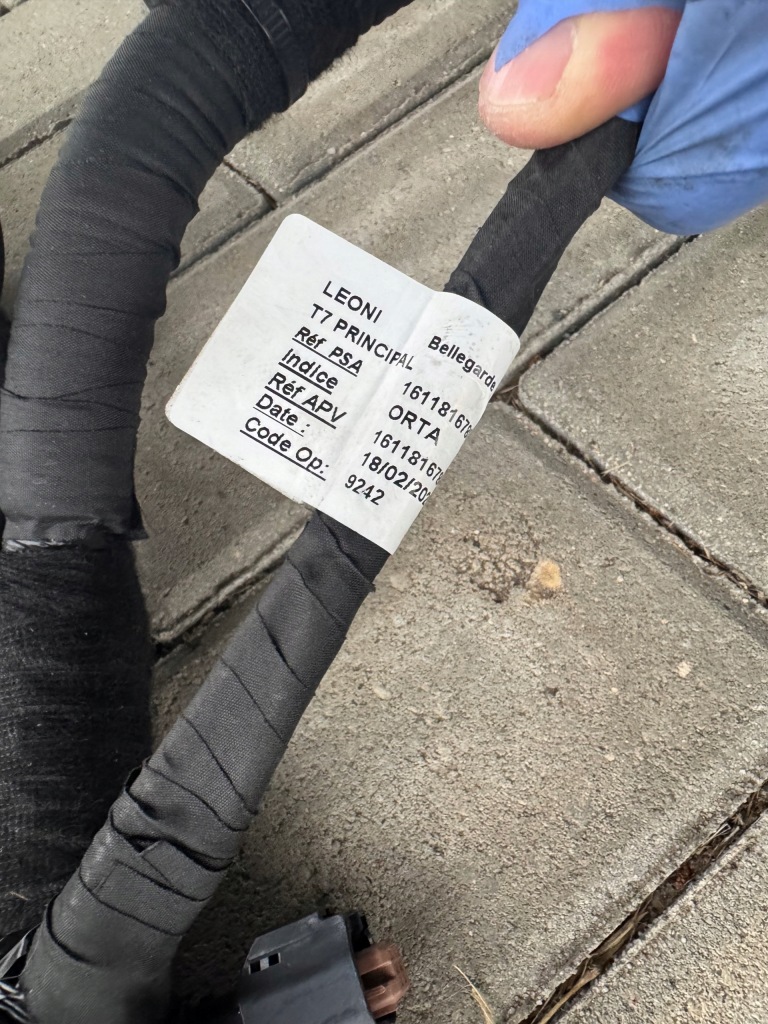 LEONI Bellegarde
T7 PRINCIPAL
Réf PSA
Indice ORTA
Réf APV
Date :
Code Op: 9242